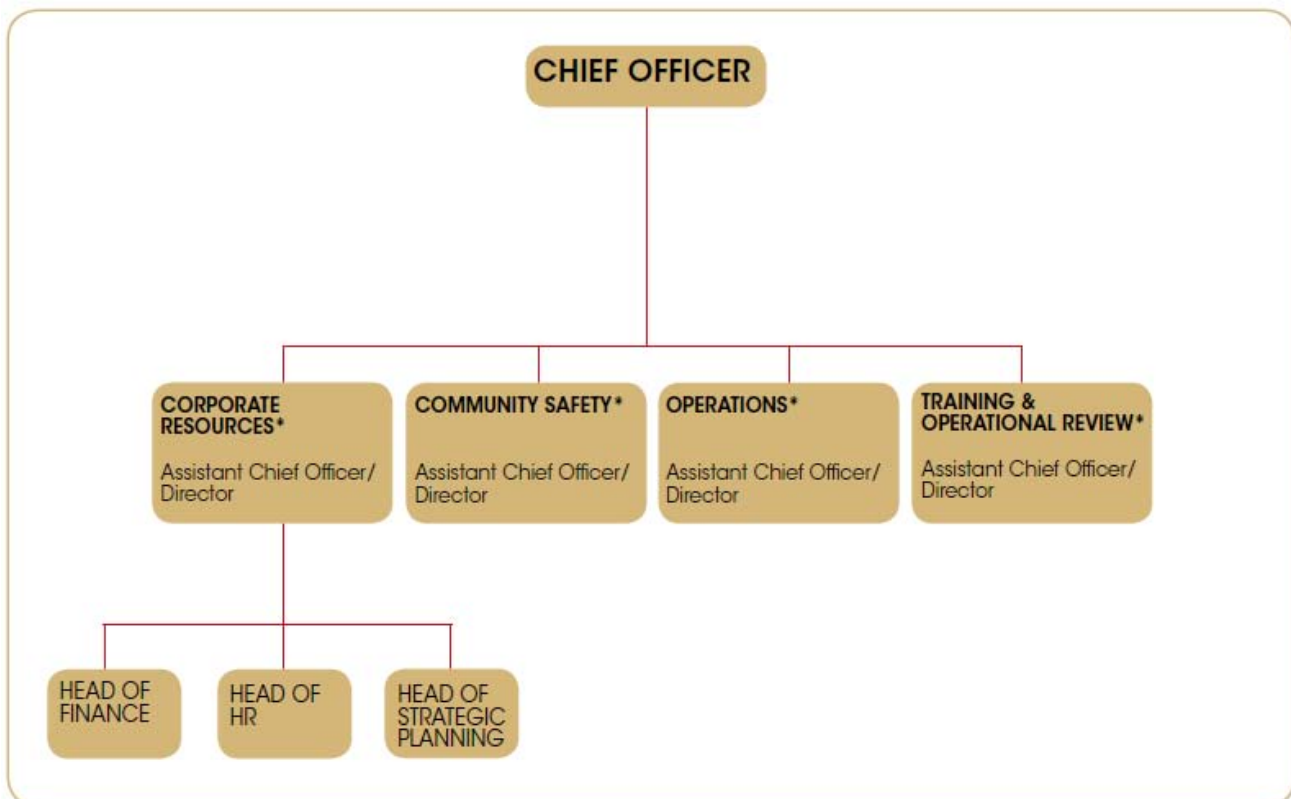 CHIEF OFFICER
CORPORATE
RESOURCES*
Assistant Chief Officer/
Director
COMMUNITY SAFETY*
Assistant Chief Officer/
Director
OPERATIONS*
Assistant Chief Officer/
Director
TRAINING &
OPERATIONAL REVIEW*
Assistant Chief Officer/
Director
HEAD OF
FINANCE
HEAD OF
HR
HEAD OF
STRATEGIC
PLANNING